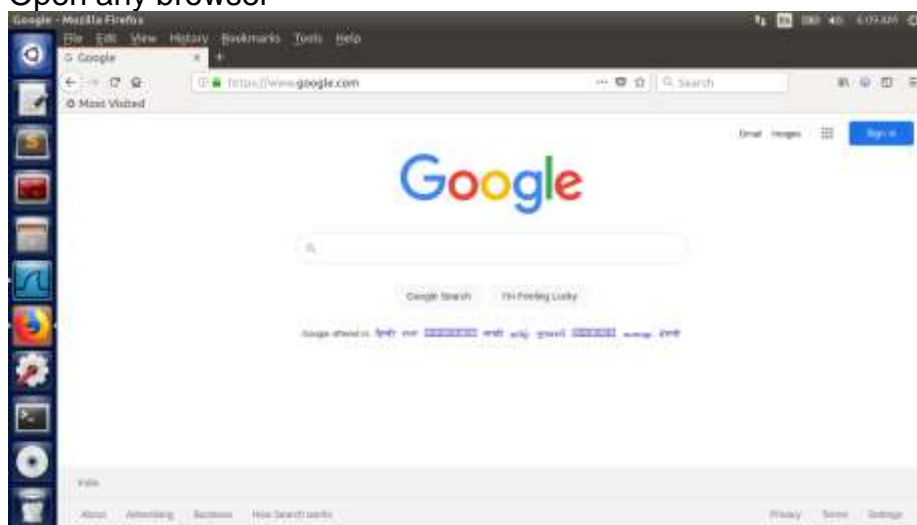 Open any browser
Google - Mozilla Firefox
File Edit View History Bookmarks Tools Help
G Google
https://www.google.com
Search
Most Visited
Gmail Images
Sign in
Google
Google Search I'm Feeling Lucky
Google offered in: हिन्दी
India
About Advertising Business How Search works
Privacy Terms Settings